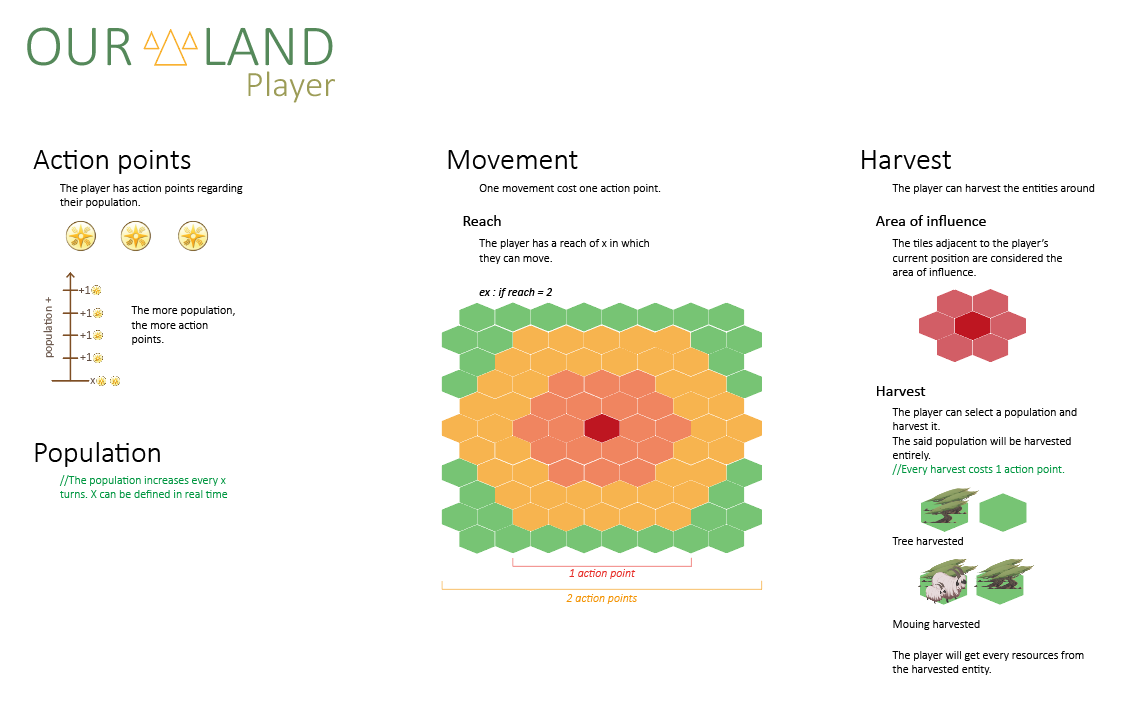 OUR LAND
Player
Action points
The player has action points regarding
their population.
population +
+1
+1
+1
+1
x
The more population,
the more action
points.
Population
//The population increases every x
turns. X can be defined in real time
Movement
One movement cost one action point.
Reach
The player has a reach of x in which
they can move.
ex : if reach = 2
1 action point
2 action points
Harvest
The player can harvest the entities around
Area of influence
The tiles adjacent to the player's
current position are considered the
area of influence.
Harvest
The player can select a population and
harvest it.
The said population will be harvested
entirely.
//Every harvest costs 1 action point.
Tree harvested
Mouing harvested
The player will get every resources from
the harvested entity.